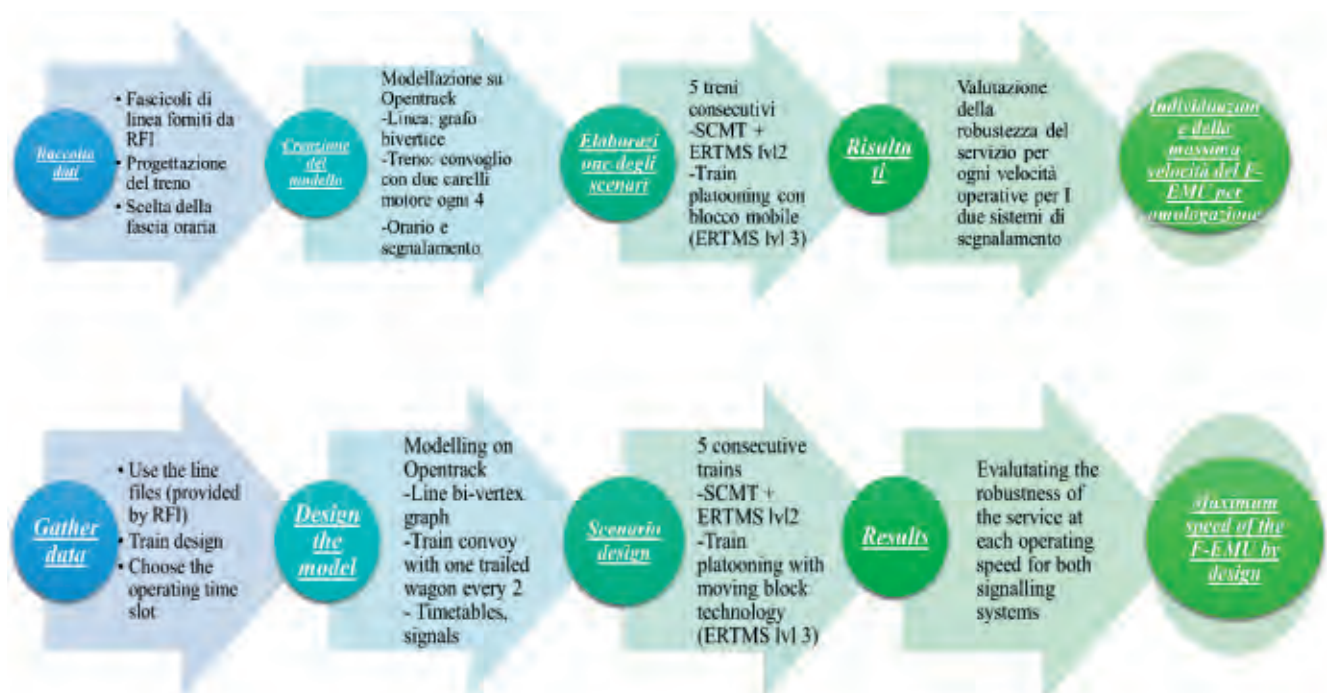 Raccolta
dati
• Fascicoli di
linea forniti da
RFI
• Progettazione
del treno
• Scelta della
fascia oraria
Creazione
del
modello
Modellazione su
Opentrack
-Linea: grafo
bivertice
-Treno: convoglio
con due carelli
motore ogni 4
-Orario e
segnalamento
Elaborazi
one degli
scenari
5 treni
consecutivi
-SCMT +
ERTMS lvl2
-Train
platooning con
blocco mobile
(ERTMS lvl 3)
Risulta
ti
Valutazione
della
robustezza del
servizio per
ogni velocità
operative per I
due sistemi di
segnalamento
Individuazion
e della
massima
velocità del F-
EMU per
omologazione
Gather
data
• Use the line
files (provided
by RFI)
• Train design
• Choose the
operating time
slot
Design
the
model
Modelling on
Opentrack
-Line bi-vertex
graph
-Train convoy
with one trailed
wagon every 2
- Timetables,
signals
Scenario
design
5 consecutive
trains
-SCMT +
ERTMS lvl2
-Train
platooning with
moving block
technology
(ERTMS lvl 3)
Results
Evalutating the
robustness of
the service at
each operating
speed for both
signalling
systems
Maximum
speed of the
F-EMU by
design